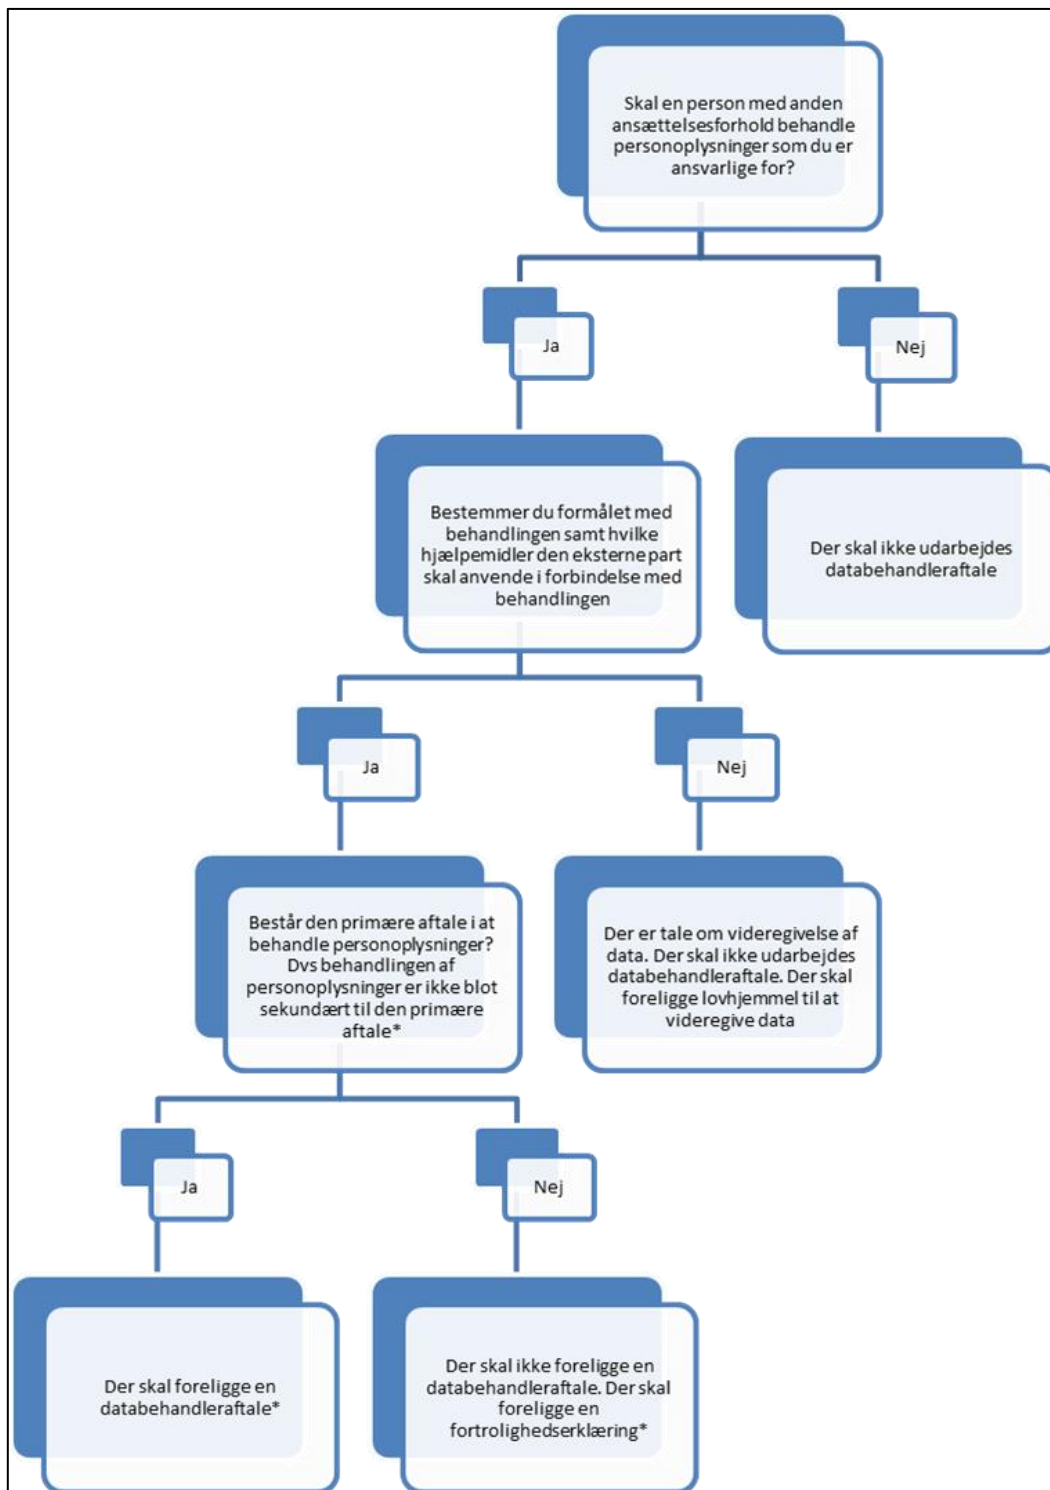 Skal en person med anden
ansættelsesforhold behandle
personoplysninger som du er
ansvarlige for?
Ja
Nej
Bestemmer du formålet med
behandlingen samt hvilke
hjælpemidler den eksterne part
skal anvende i forbindelse med
behandlingen
Der skal ikke udarbejdes
databehandleraftale
Ja
Nej
Består den primære aftale i at
behandle personoplysninger?
Dvs behandlingen af
personoplysninger er ikke blot
sekundært til den primære
aftale*
Der er tale om videregivelse af
data. Der skal ikke udarbejdes
databehandleraftale. Der skal
foreligge lovhjemmel til at
videregive data
Ja
Nej
Der skal foreligge en
databehandleraftale*
Der skal ikke foreligge en
databehandleraftale. Der skal
foreligge en
fortrolighedserklæring*